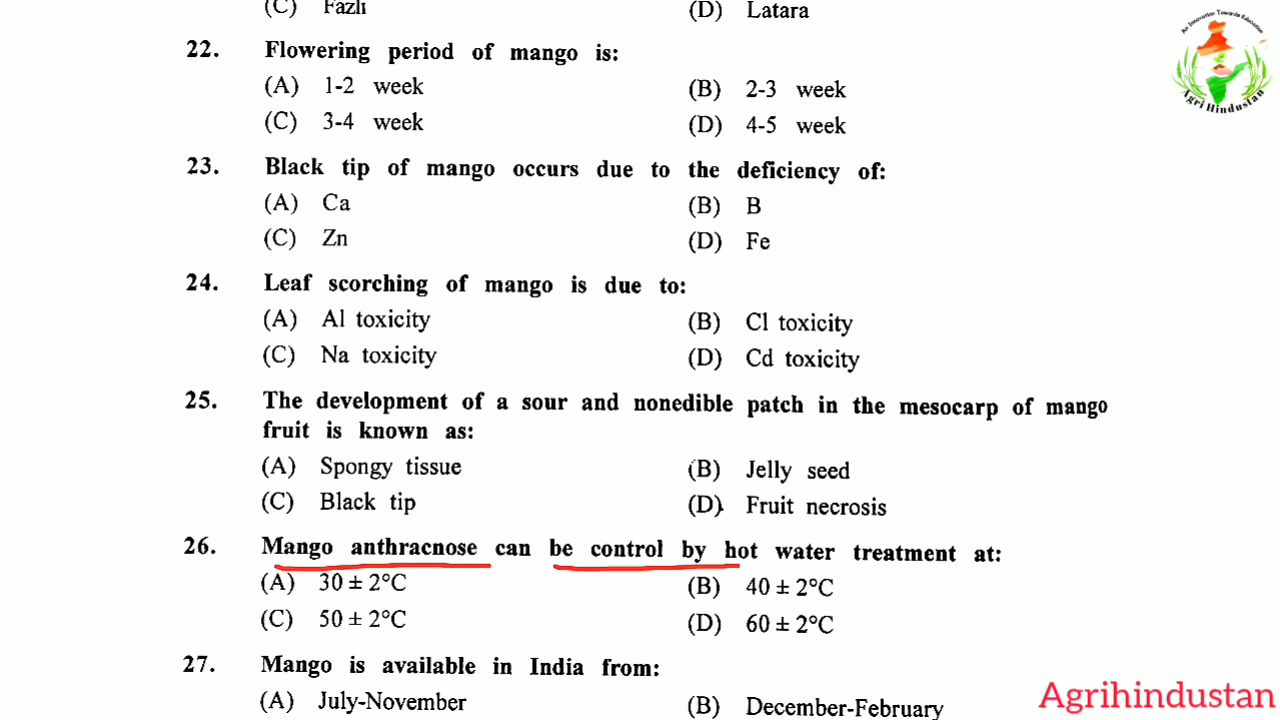 (C) Fazli (D) Latara
22. Flowering period of mango is:
(A) 1-2 week (B) 2-3 week
(C) 3-4 week (D) 4-5 week
23. Black tip of mango occurs due to the deficiency of:
(A) Ca (B) B
(C) Zn (D) Fe
24. Leaf scorching of mango is due to:
(A) Al toxicity (B) Cl toxicity
(C) Na toxicity (D) Cd toxicity
25. The development of a sour and nonedible patch in the mesocarp of mango
fruit is known as:
(A) Spongy tissue (B) Jelly seed
(C) Black tip (D) Fruit necrosis
26. Mango anthracnose can be control by hot water treatment at:
(A) 30 ± 2°C (B) 40 ± 2°C
(C) 50 ± 2°C (D) 60 ± 2°C
27. Mango is available in India from:
(A) July-November (B) December-February
An Innovation Towards Education
Agri Hindustan
Agrihindustan